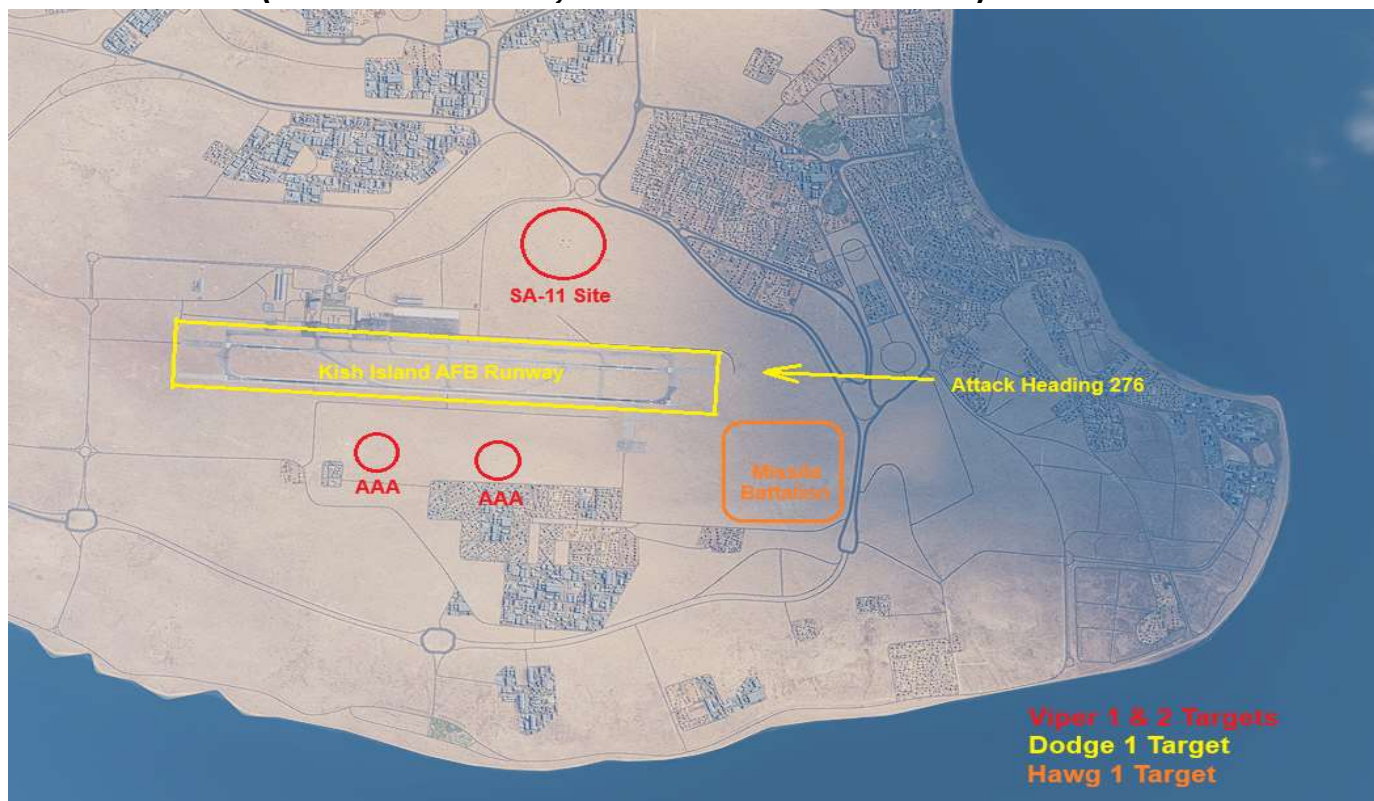 SA-11 Site
Kish Island AFB Runway
Attack Heading 276
AAA
AAA
Missile
Battalion
Viper 1 & 2 Targets
Dodge 1 Target
Hawg 1 Target